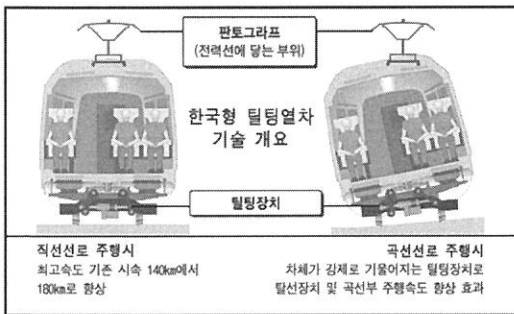 판토그라프
(전력선에 닿는 부위)
한국형 틸팅열차
기술 개요
틸팅장치
직선선로 주행시
최고속도 기존 시속 140km에서
180km로 향상
곡선선로 주행시
차체가 강제로 기울어지는 틸팅장치로
탈선장치 및 곡선부 주행속도 향상 효과